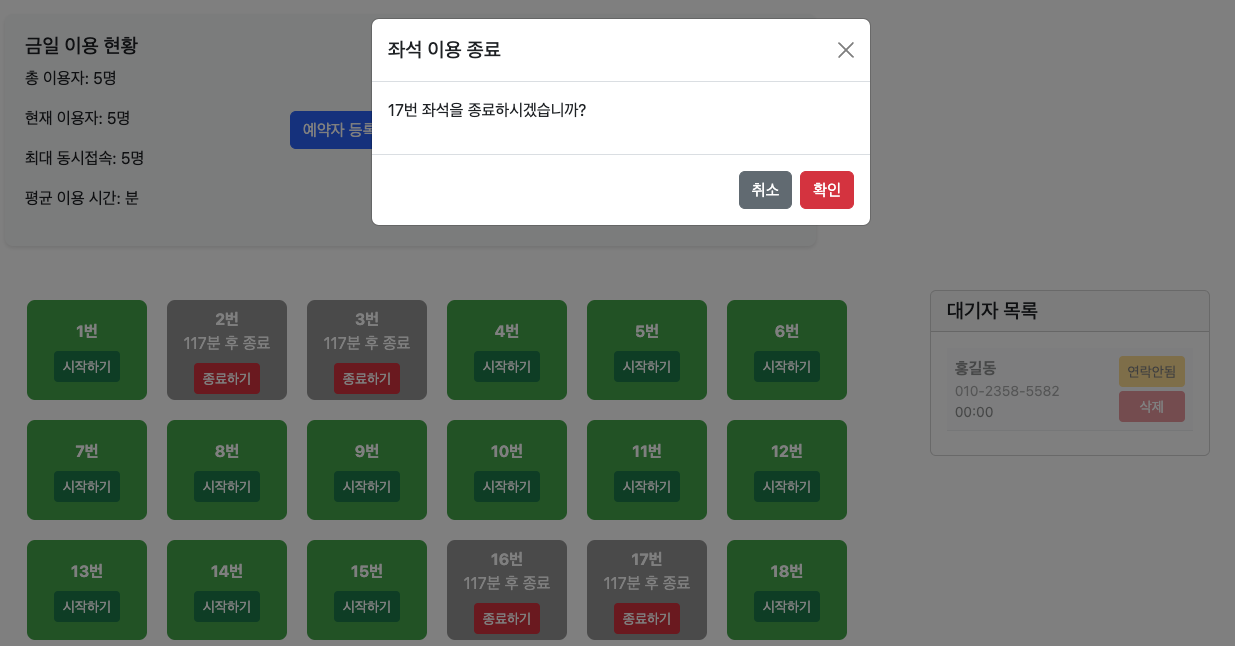 금일 이용 현황
총 이용자: 5명
현재 이용자: 5명
최대 동시접속: 5명
평균 이용 시간: 분
예약자 등록
좌석 이용 종료
17번 좌석을 종료하시겠습니까?
취소
확인
1번
시작하기
2번
117분 후 종료
종료하기
3번
117분 후 종료
종료하기
4번
시작하기
5번
시작하기
6번
시작하기
7번
시작하기
8번
시작하기
9번
시작하기
10번
시작하기
11번
시작하기
12번
시작하기
13번
시작하기
14번
시작하기
15번
시작하기
16번
117분 후 종료
종료하기
17번
117분 후 종료
종료하기
18번
시작하기
대기자 목록
홍길동
010-2358-5582
00:00
연락안됨
삭제